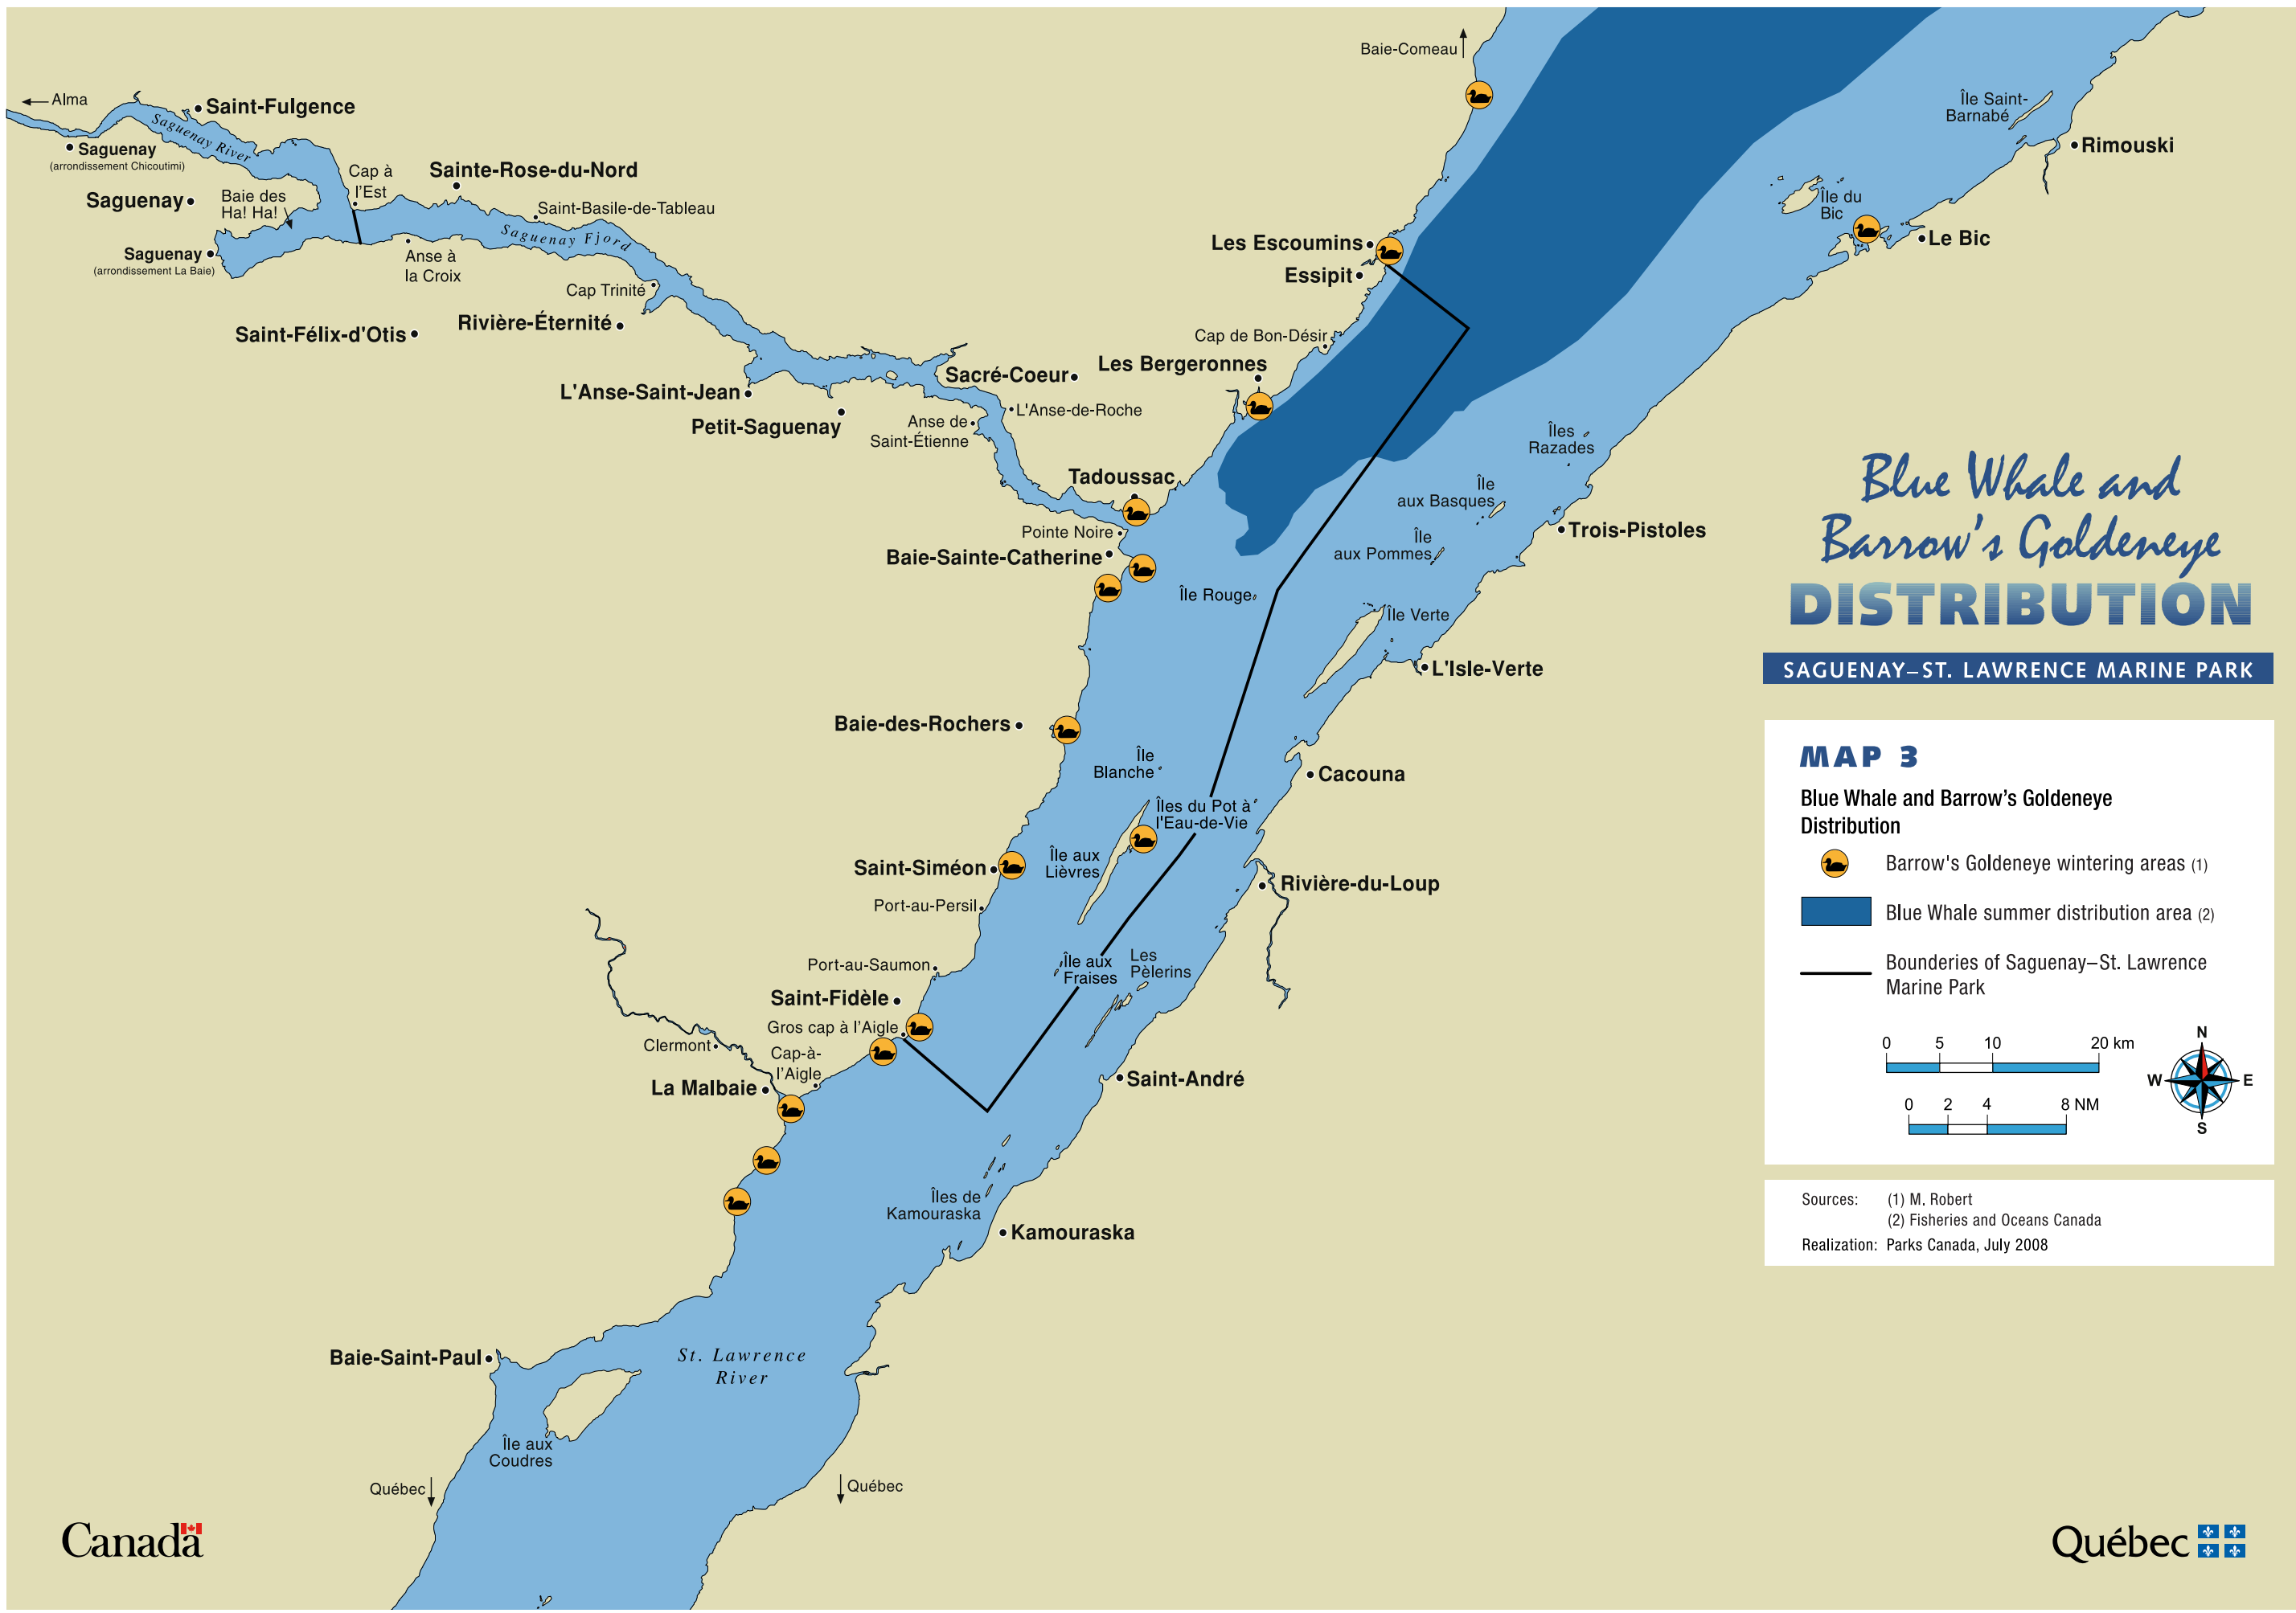 Baie-Comeau
Alma
Saint-Fulgence
Saguenay River
Saguenay
(arrondissement Chicoutimi)
Cap à
l'Est
Sainte-Rose-du-Nord
Saguenay
Baie des
Ha! Ha!
Saint-Basile-de-Tableau
Saguenay Fjord
Saguenay
(arrondissement La Baie)
Anse à
la Croix
Cap Trinité
Rivière-Éternité
Saint-Félix-d'Otis
L'Anse-Saint-Jean
Petit-Saguenay
Sacré-Coeur
L'Anse-de-Roche
Anse de
Saint-Étienne
Île Saint-
Barnabé
Rimouski
Île du
Bic
Le Bic
Les Escoumins
Essipit
Cap de Bon-Désir
Les Bergeronnes
Tadoussac
Pointe Noire
Baie-Sainte-Catherine
Îles
Razades
Île
aux Basques
Île
aux Pommes
Trois-Pistoles
Île Rouge
Île Verte
L'Isle-Verte
Baie-des-Rochers
Île
Blanche
Cacouna
Îles du Pot à
l'Eau-de-Vie
Île aux
Lièvres
Saint-Siméon
Rivière-du-Loup
Port-au-Persil
Port-au-Saumon
Île aux
Fraises
Les
Pèlerins
Saint-Fidèle
Gros cap à l'Aigle
Clermont
Cap-à-
l'Aigle
La Malbaie
Saint-André
Îles de
Kamouraska
Kamouraska
Baie-Saint-Paul
St. Lawrence
River
Île aux
Coudres
Québec
Québec
Blue Whale and
Barrow's Goldeneye
DISTRIBUTION
SAGUENAY–ST. LAWRENCE MARINE PARK
MAP 3
Blue Whale and Barrow's Goldeneye
Distribution
Barrow's Goldeneye wintering areas (1)
Blue Whale summer distribution area (2)
Bounderies of Saguenay–St. Lawrence
Marine Park
0 5 10 20 km
0 2 4 8 NM
N
W E
S
Sources: (1) M. Robert
(2) Fisheries and Oceans Canada
Realization: Parks Canada, July 2008
Canada
Québec